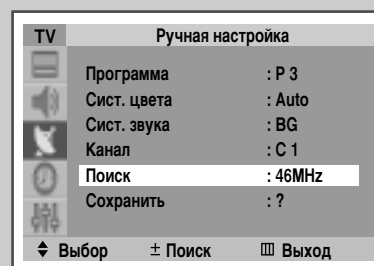 TV Ручная настройка
Программа : P 3
Сист. цвета : Auto
Сист. звука : BG
Канал : C 1
Поиск : 46MHz
Сохранить : ?
Выбор ± Поиск Выход